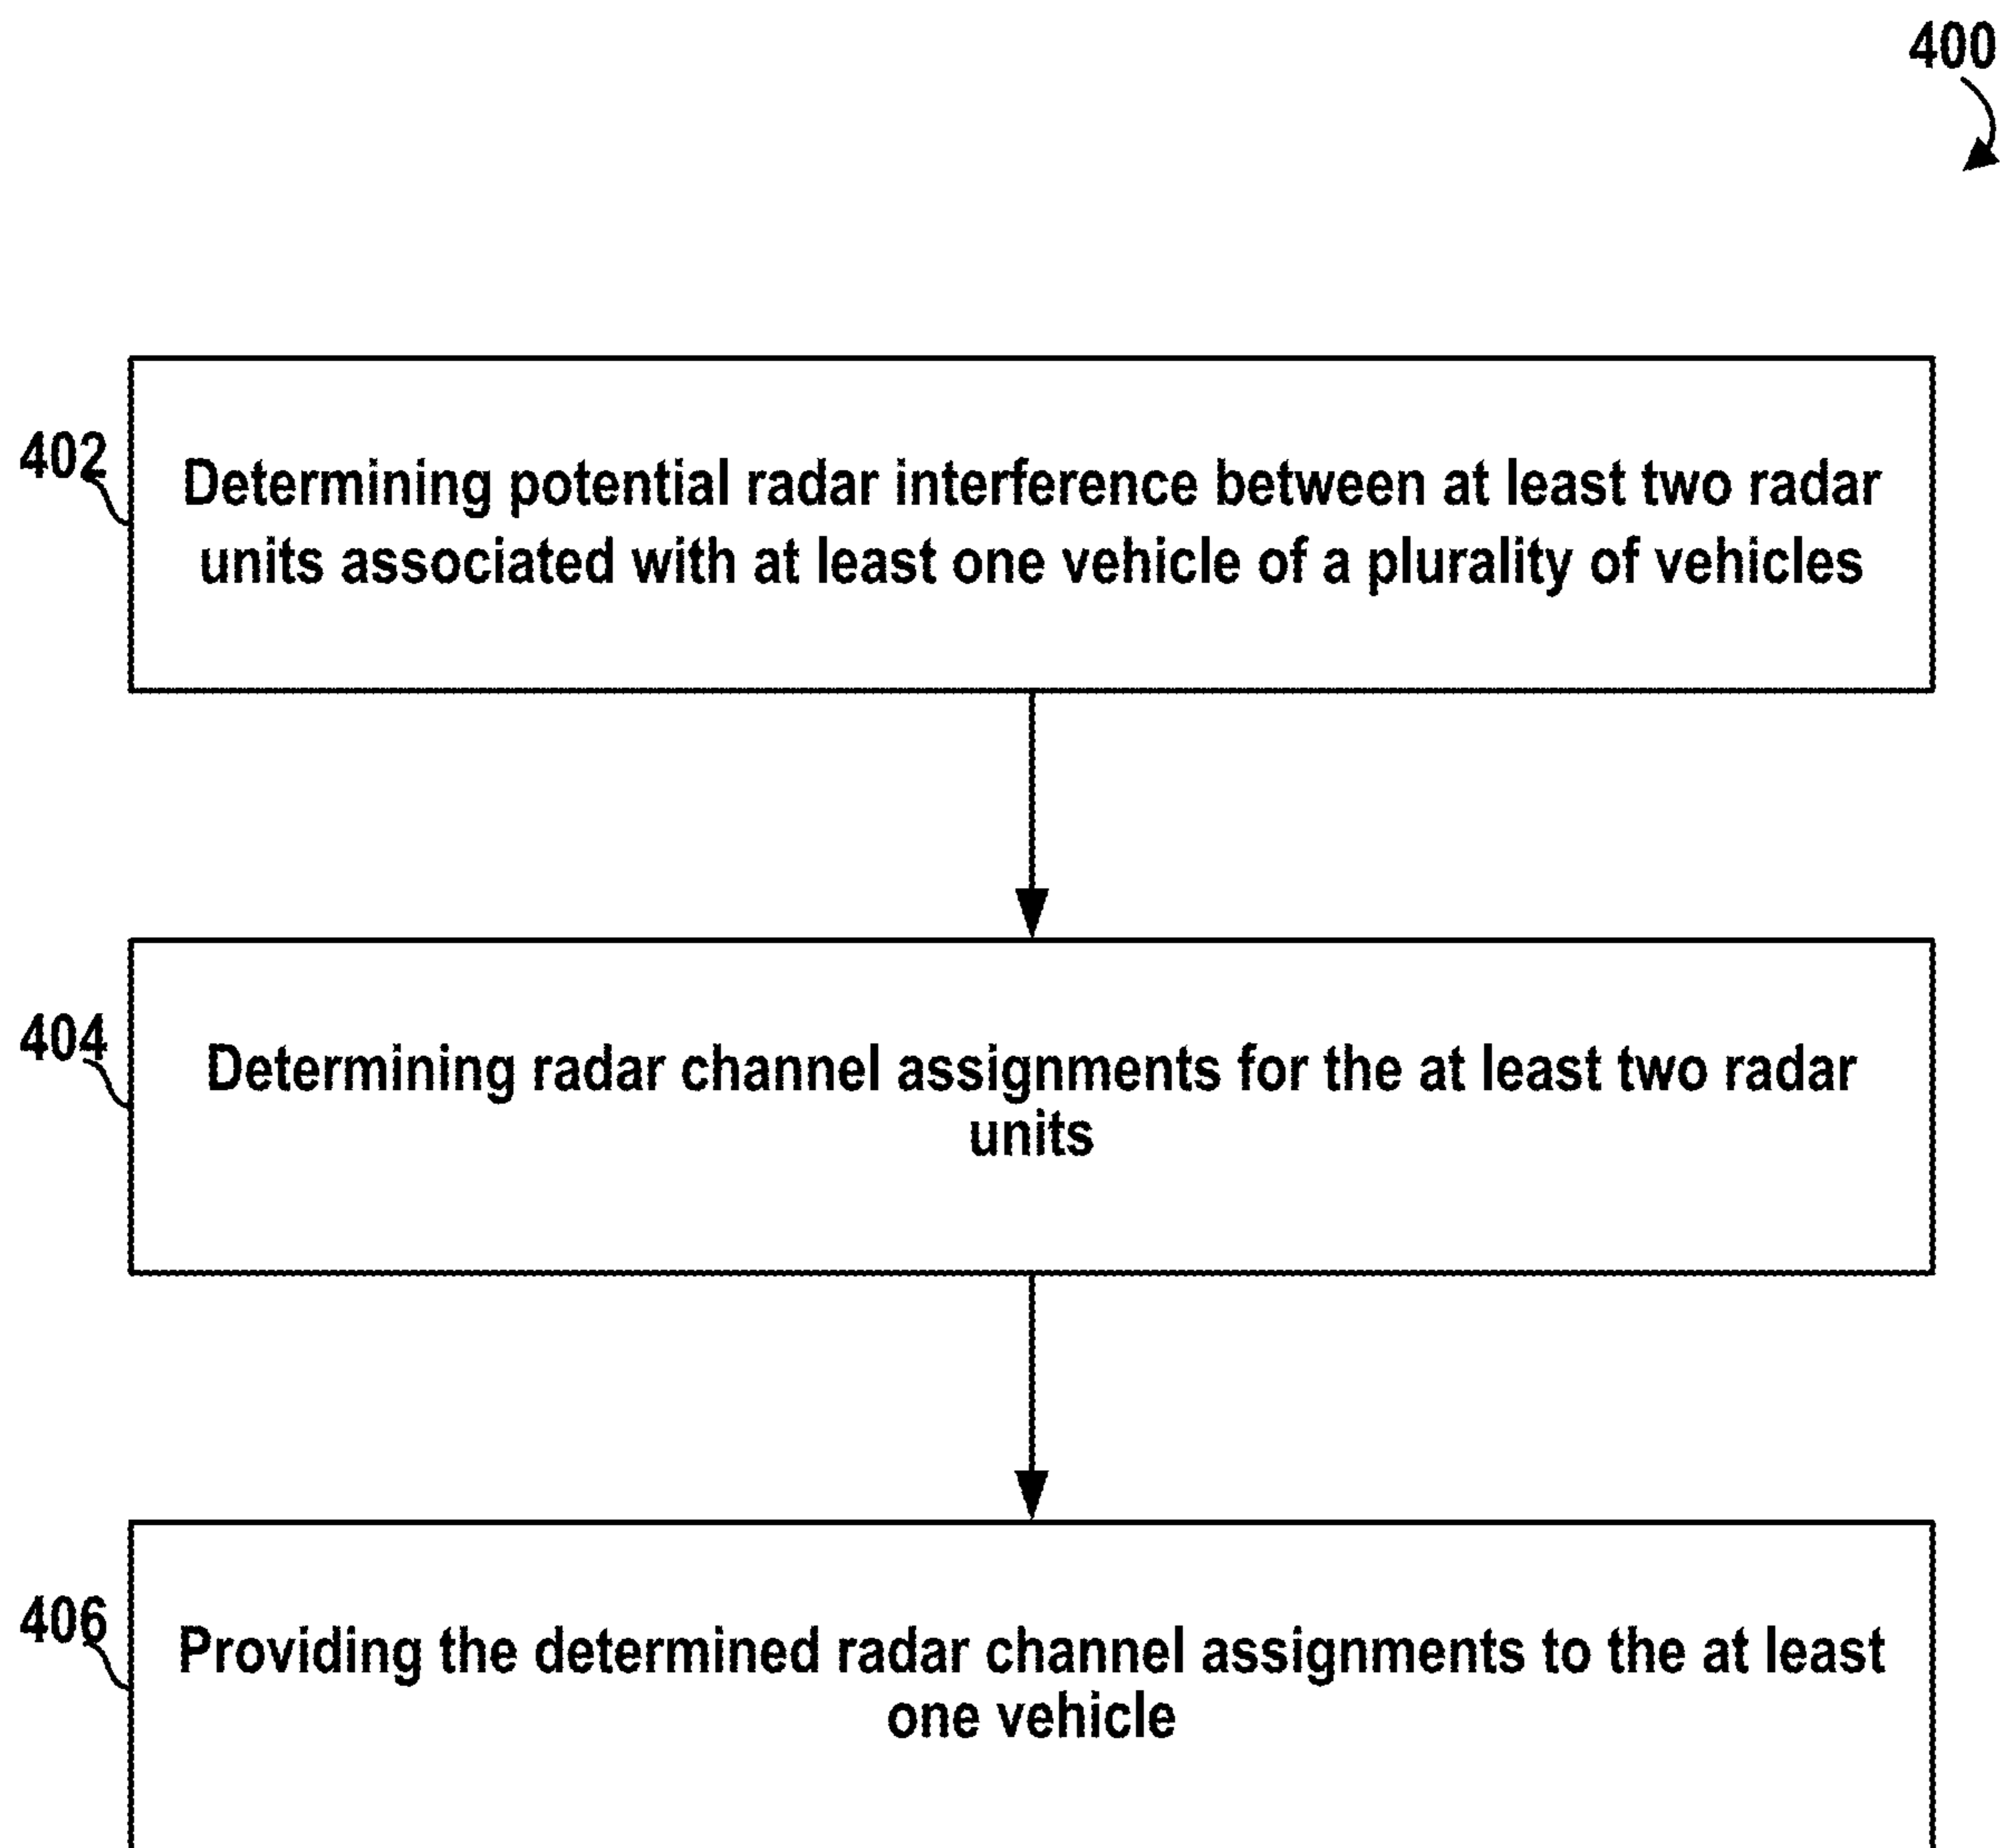 400
402
Determining potential radar interference between at least two radar
units associated with at least one vehicle of a plurality of vehicles
404
Determining radar channel assignments for the at least two radar
units
406
Providing the determined radar channel assignments to the at least
one vehicle